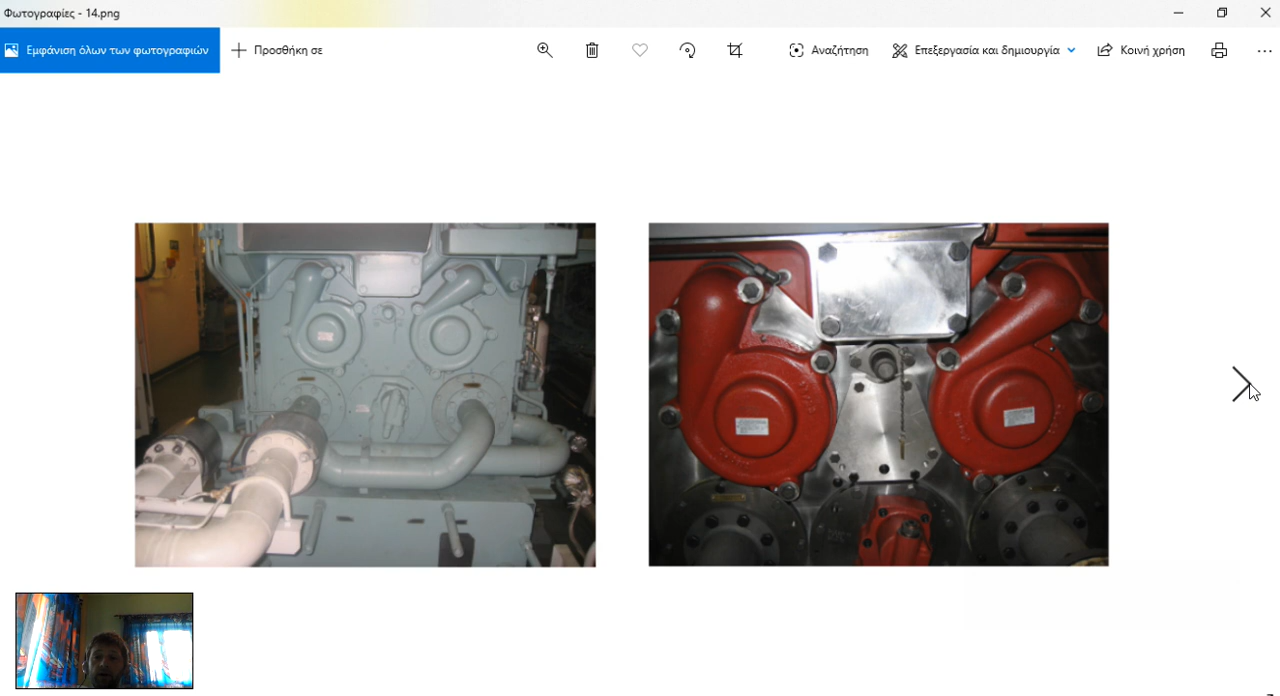 Φωτογραφίες - 14.png
Εμφάνιση όλων των φωτογραφιών
Προσθήκη σε
Αναζήτηση
Επεξεργασία και δημιουργία
Κοινή χρήση